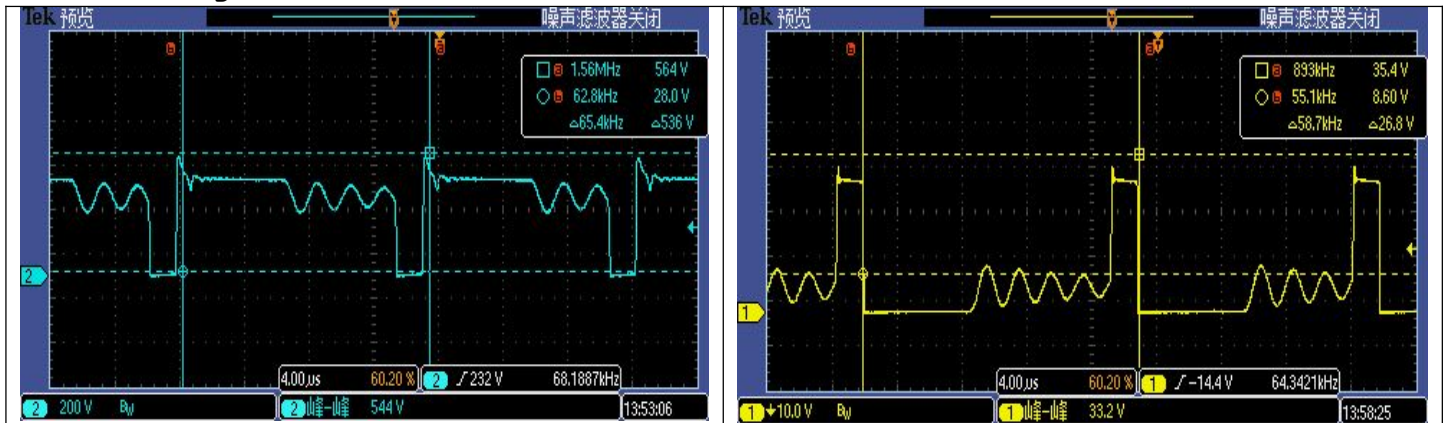 Tek 预览
噪声滤波器关闭
a 1.56MHz 564 V
b 62.8kHz 28.0 V
△65.4kHz △536 V
b
a
2
4.00µs 60.20 %
2 ƒ 232 V 68.1887kHz
2 200 V BW
2 峰-峰 544 V
13:53:06
Tek 预览
噪声滤波器关闭
a 893kHz 35.4 V
b 55.1kHz 8.60 V
△58.7kHz △26.8 V
b
a
1
4.00µs 60.20 %
1 ƒ -14.4 V 64.3421kHz
1 10.0 V BW
1 峰-峰 33.2 V
13:58:25